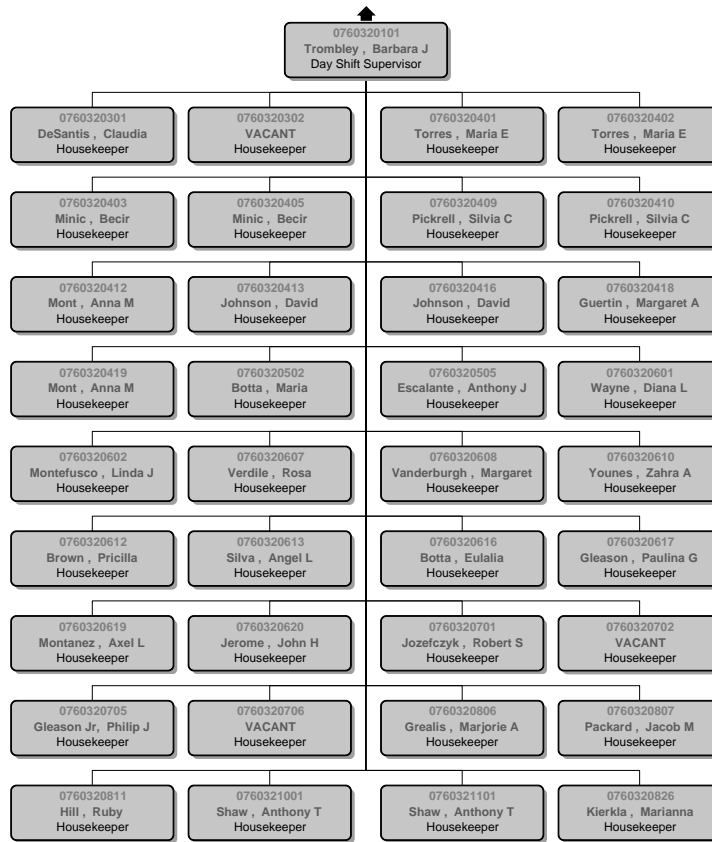 0760320101
Trombley , Barbara J
Day Shift Supervisor
0760320301
DeSantis , Claudia
Housekeeper
0760320302
VACANT
Housekeeper
0760320401
Torres , Maria E
Housekeeper
0760320402
Torres , Maria E
Housekeeper
0760320403
Minic , Becir
Housekeeper
0760320405
Minic , Becir
Housekeeper
0760320409
Pickrell , Silvia C
Housekeeper
0760320410
Pickrell , Silvia C
Housekeeper
0760320412
Mont , Anna M
Housekeeper
0760320413
Johnson , David
Housekeeper
0760320416
Johnson , David
Housekeeper
0760320418
Guertin , Margaret A
Housekeeper
0760320419
Mont , Anna M
Housekeeper
0760320502
Botta , Maria
Housekeeper
0760320505
Escalante , Anthony J
Housekeeper
0760320601
Wayne , Diana L
Housekeeper
0760320602
Montefusco , Linda J
Housekeeper
0760320607
Verdile , Rosa
Housekeeper
0760320608
Vanderburgh , Margaret
Housekeeper
0760320610
Younes , Zahra A
Housekeeper
0760320612
Brown , Pricilla
Housekeeper
0760320613
Silva , Angel L
Housekeeper
0760320616
Botta , Eulalia
Housekeeper
0760320617
Gleason , Paulina G
Housekeeper
0760320619
Montanez , Axel L
Housekeeper
0760320620
Jerome , John H
Housekeeper
0760320701
Jozefczyk , Robert S
Housekeeper
0760320702
VACANT
Housekeeper
0760320705
Gleason Jr, Philip J
Housekeeper
0760320706
VACANT
Housekeeper
0760320806
Grealis , Marjorie A
Housekeeper
0760320807
Packard , Jacob M
Housekeeper
0760320811
Hill , Ruby
Housekeeper
0760321001
Shaw , Anthony T
Housekeeper
0760321101
Shaw , Anthony T
Housekeeper
0760320826
Kierkla , Marianna
Housekeeper